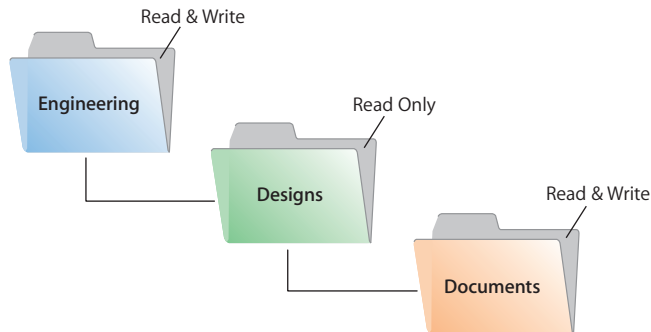 Read & Write
Engineering
Read Only
Designs
Read & Write
Documents